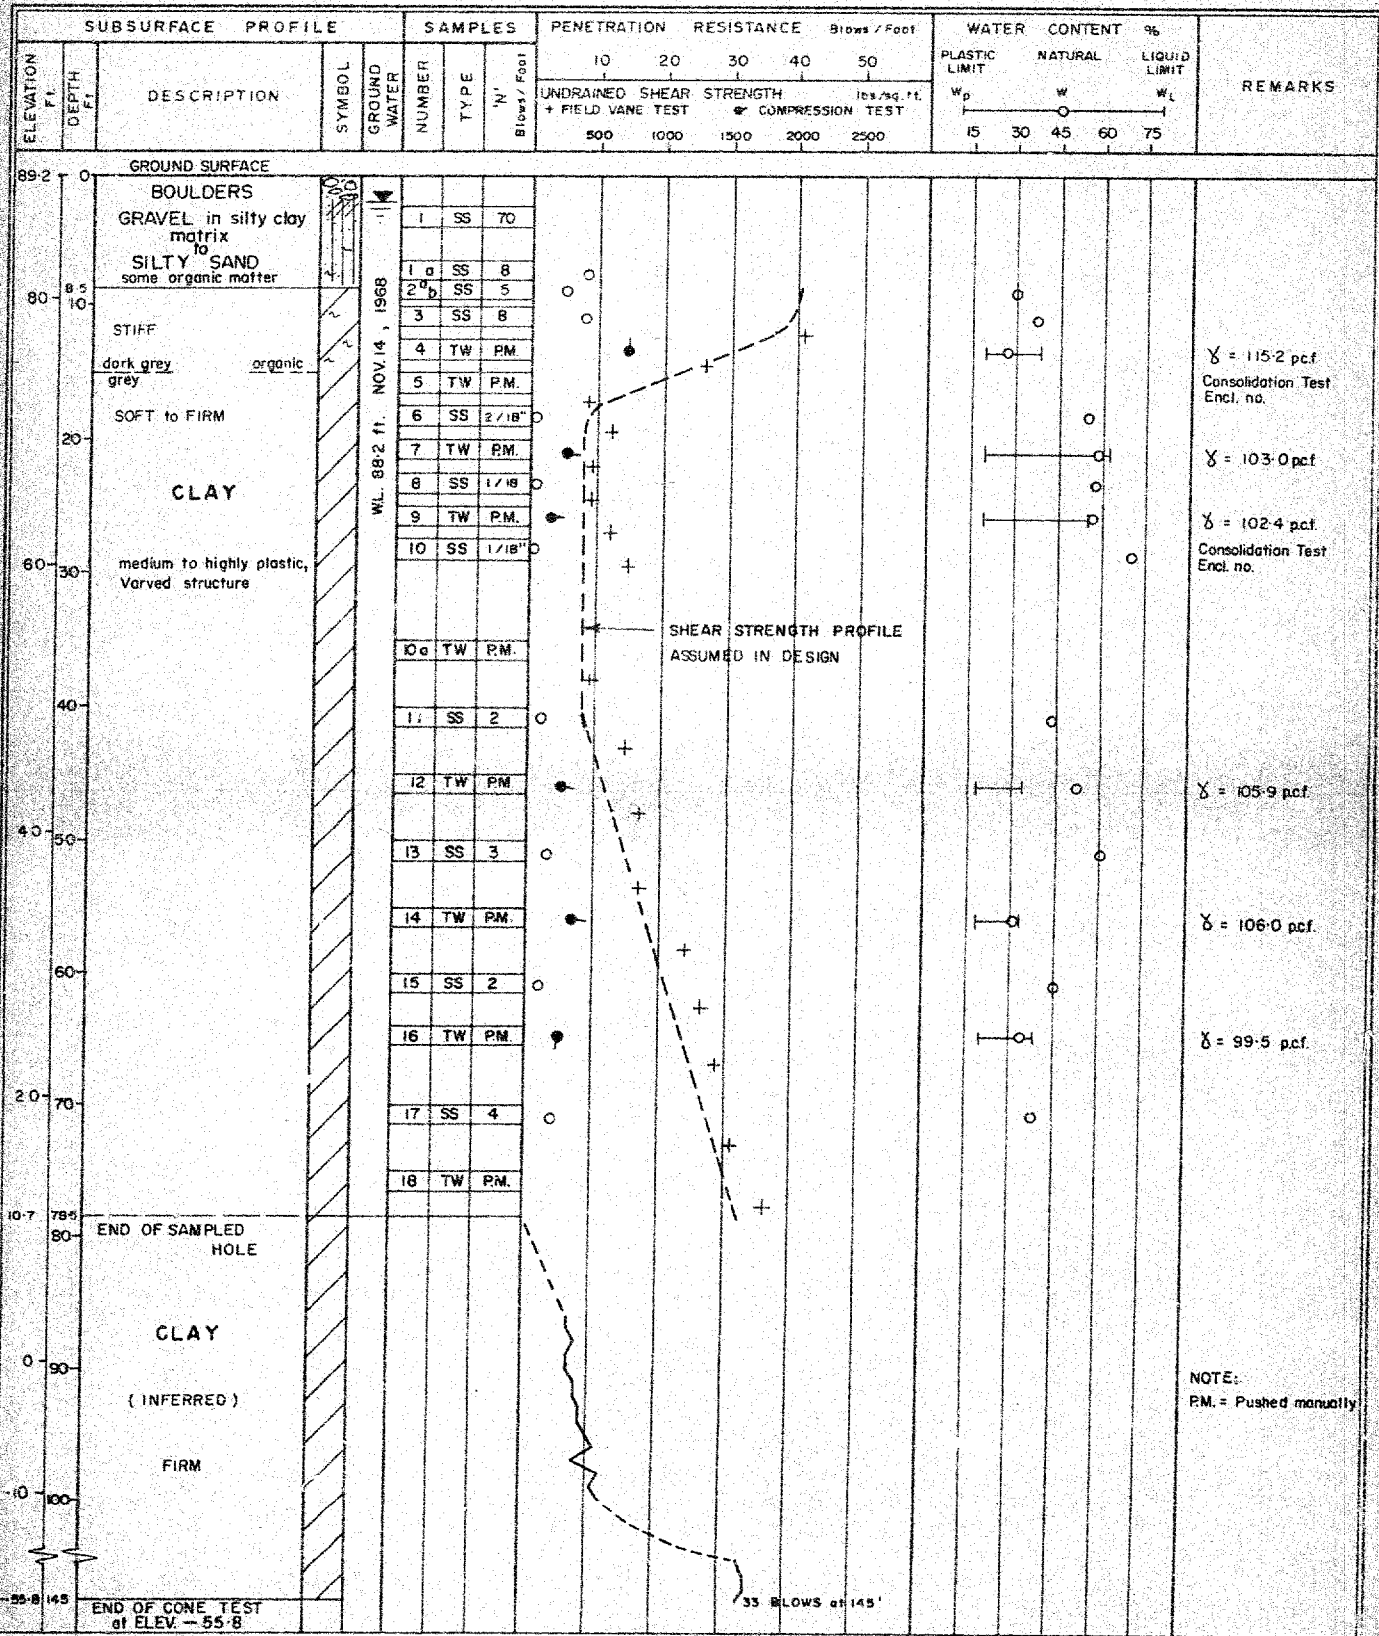 SUBSURFACE PROFILE
SAMPLES
PENETRATION RESISTANCE Blows / Foot
WATER CONTENT %
REMARKS
ELEVATION Ft.
DEPTH Ft
DESCRIPTION
SYMBOL
GROUND WATER
NUMBER
TYPE
'N' Blows / Foot
10 20 30 40 50
UNDRAINED SHEAR STRENGTH lbs./sq.ft.
+ FIELD VANE TEST COMPRESSION TEST
500 1000 1500 2000 2500
PLASTIC LIMIT NATURAL LIQUID LIMIT
Wp W WL
15 30 45 60 75
GROUND SURFACE
89·2 0
BOULDERS
GRAVEL in silty clay
matrix
to
SILTY SAND
some organic matter
1 SS 70
1 a SS 8
80 8·5
10
2 a b SS 5
3 SS 8
STIFF
4 TW P.M.
γ = 115·2 p.c.f
dark grey organic
grey
5 TW P.M.
Consolidation Test
Encl. no.
SOFT to FIRM
6 SS 2/18"
20
7 TW P.M.
γ = 103·0 p.c.f
8 SS 1/18
CLAY
W.L. 88·2 ft. NOV. 14, 1968
9 TW P.M.
γ = 102·4 p.c.f.
10 SS 1/18"
Consolidation Test
Encl. no.
60 30
medium to highly plastic,
Varved structure
SHEAR STRENGTH PROFILE
ASSUMED IN DESIGN
10a TW P.M.
40
11 SS 2
12 TW PM
γ = 105·9 p.c.f.
40 50
13 SS 3
14 TW P.M.
γ = 106·0 p.c.f.
60
15 SS 2
16 TW P.M.
γ = 99·5 p.c.f.
20 70
17 SS 4
18 TW P.M.
10·7 78·5
80
END OF SAMPLED
HOLE
CLAY
0 90
( INFERRED )
NOTE:
P.M. = Pushed manually
FIRM
-10 100
-55·8 145
33 BLOWS at 145'
END OF CONE TEST
at ELEV. - 55·8